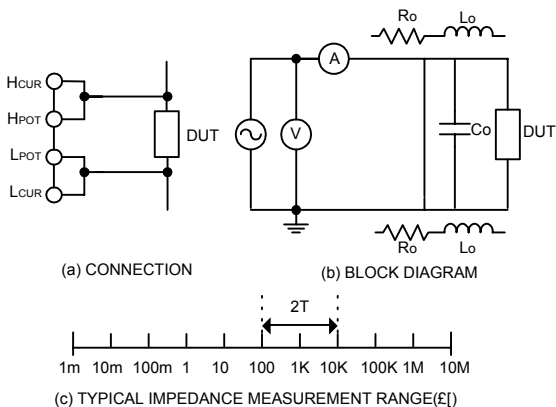 Ro Lo
HCUR
HPOT
LPOT
LCUR
DUT
A
V
Co
DUT
Ro Lo
(a) CONNECTION
(b) BLOCK DIAGRAM
2T
1m 10m 100m 1 10 100 1K 10K 100K 1M 10M
(c) TYPICAL IMPEDANCE MEASUREMENT RANGE(£[)